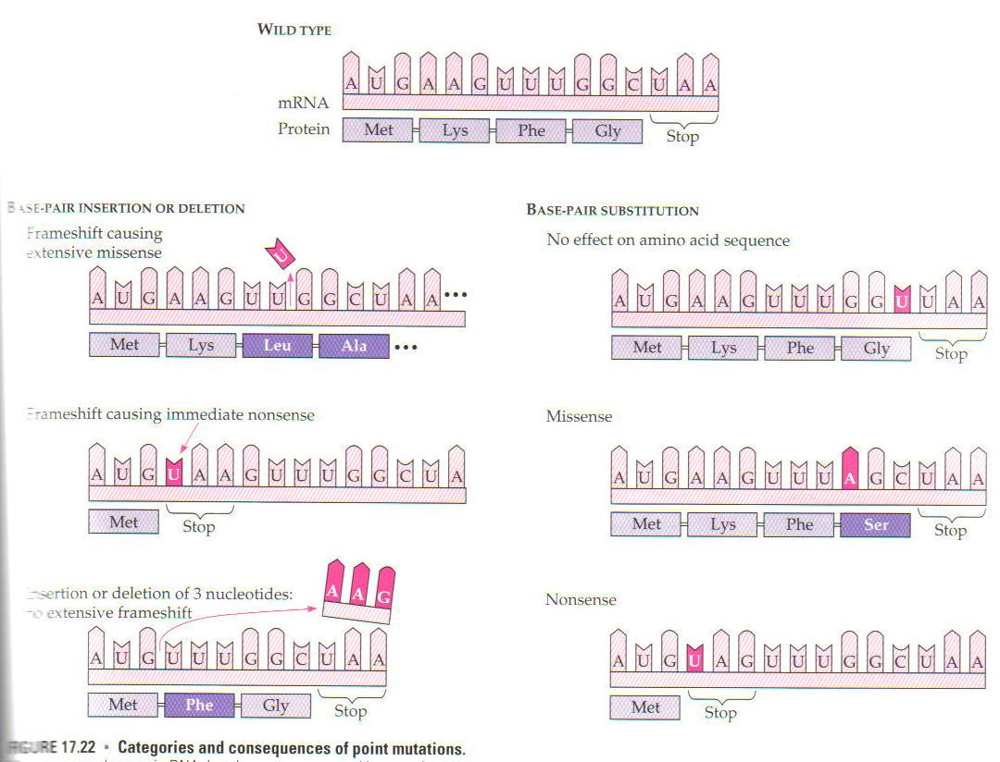 WILD TYPE
A U G A A G U U U G G C U A A
mRNA
Protein Met Lys Phe Gly Stop
BASE-PAIR INSERTION OR DELETION
Frameshift causing
extensive missense
U
A U G A A G U U G G C U A A •••
Met Lys Leu Ala •••
Frameshift causing immediate nonsense
A U G U A A G U U U G G C U A
Met Stop
Insertion or deletion of 3 nucleotides:
no extensive frameshift
A A G
A U G U U U G G C U A A
Met Phe Gly Stop
BASE-PAIR SUBSTITUTION
No effect on amino acid sequence
A U G A A G U U U G G U U A A
Met Lys Phe Gly Stop
Missense
A U G A A G U U U A G C U A A
Met Lys Phe Ser Stop
Nonsense
A U G U A G U U U G G C U A A
Met Stop
FIGURE 17.22 ▪ Categories and consequences of point mutations.